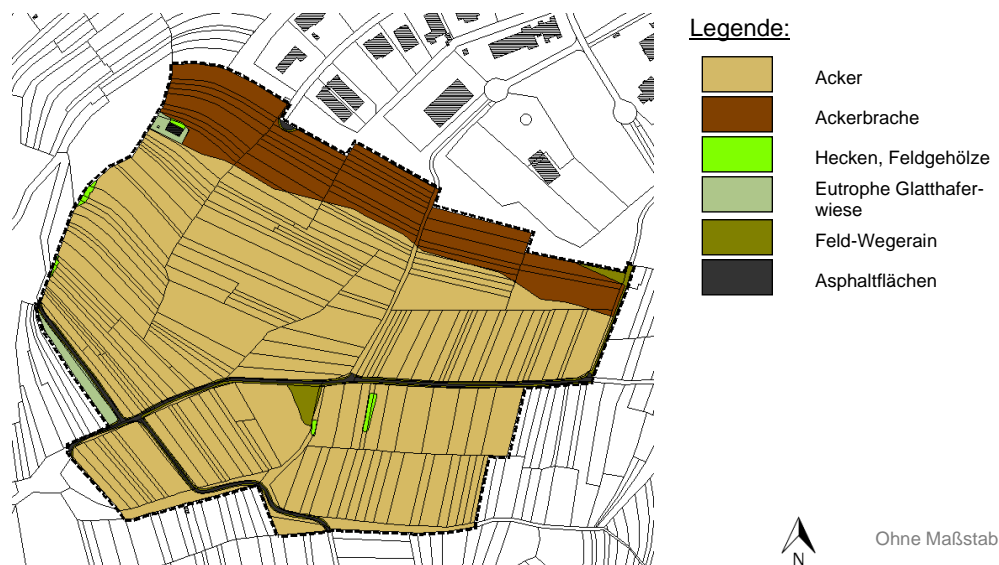 Legende:
Acker
Ackerbrache
Hecken, Feldgehölze
Eutrophe Glatthafer-
wiese
Feld-Wegerain
Asphaltflächen
Ohne Maßstab
N